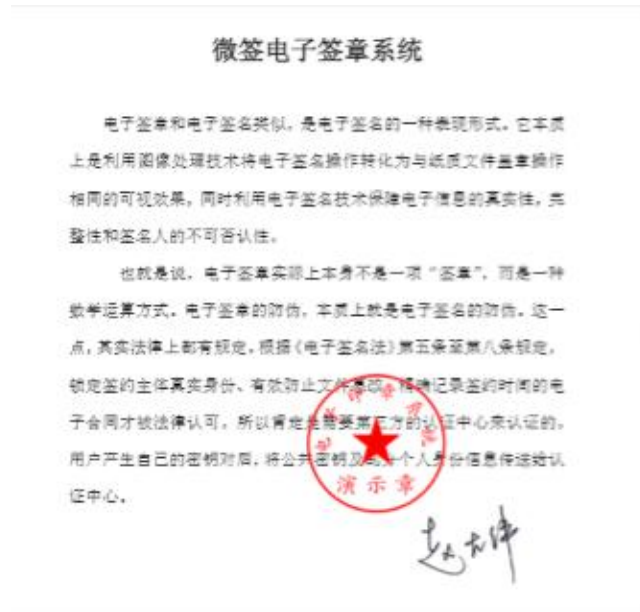 微签电子签章系统
电子签章和电子签名类似，是电子签名的一种表现形式。它本质
上是利用图像处理技术将电子签名操作转化为与纸质文件盖章操作
相同的可视效果，同时利用电子签名技术保障电子信息的真实性，完
整性和签名人的不可否认性。
也就是说，电子签章实际上本身不是一项“签章”，而是一种
数学运算方式。电子签章的防伪，本质上就是电子签名的防伪。这一
点，其实法律上都有规定，根据《电子签名法》第五条至第八条规定，
锁定签约主体真实身份、有效防止文件篡改、精确记录签约时间的电
子合同才被法律认可，所以肯定是需要第三方的认证中心来认证的。
用户产生自己的密钥对后，将公共密钥及部分个人身份信息传送给认
证中心。
电子印章系统
演示章